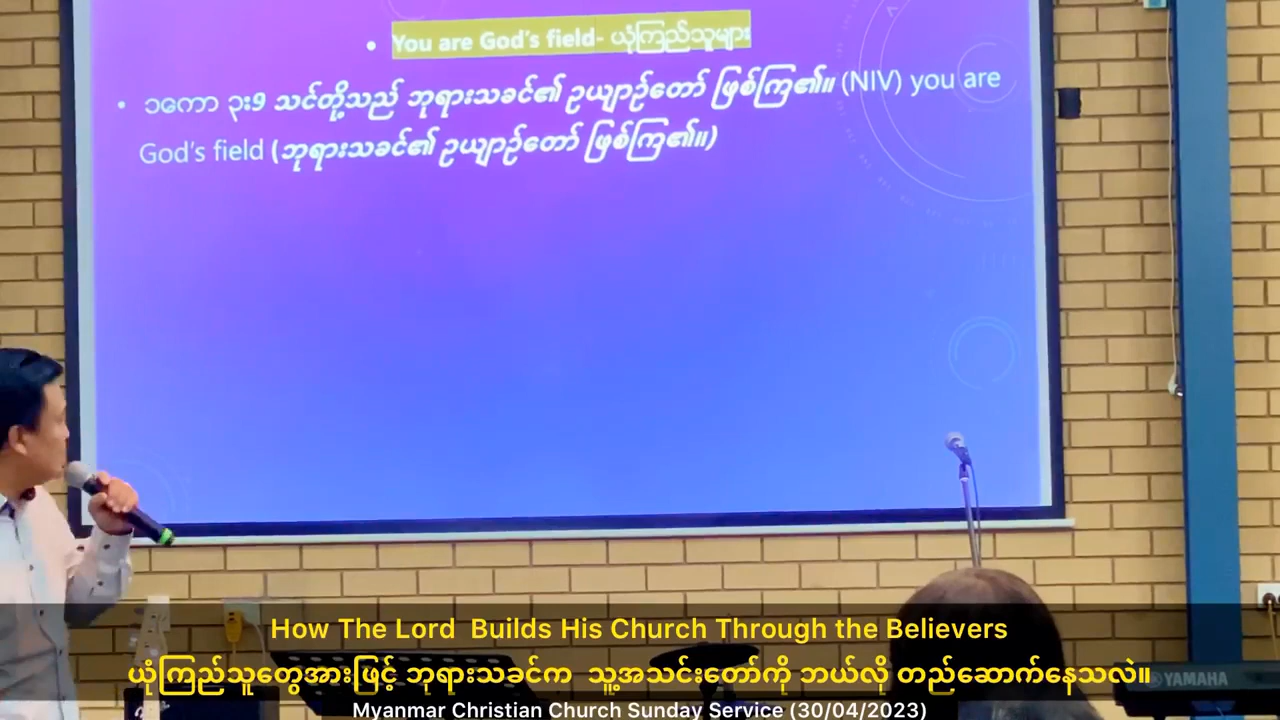 • You are God's field- ယုံကြည်သူများ
• ၁ကော ၃း9 သင်တို့သည် ဘုရားသခင်၏ ဥယျာဉ်တော် ဖြစ်ကြ၏။ (NIV) you are
God's field (ဘုရားသခင်၏ ဥယျာဉ်တော် ဖြစ်ကြ၏။)
How The Lord Builds His Church Through the Believers
ယုံကြည်သူတွေအားဖြင့် ဘုရားသခင်က သူ့အသင်းတော်ကို ဘယ်လို တည်ဆောက်နေသလဲ။
YAMAHA
Myanmar Christian Church Sunday Service (30/04/2023)